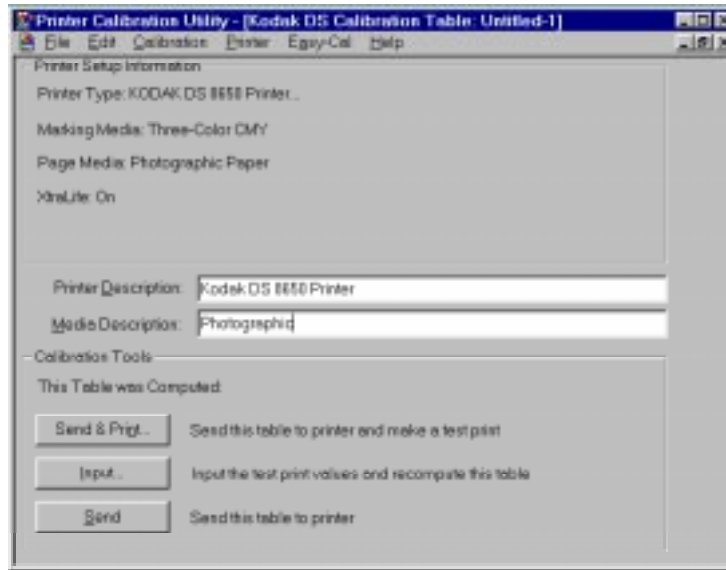 Printer Calibration Utility - [Kodak DS Calibration Table: Untitled-1]
File Edit Calibration Printer Easy-Cal Help
Printer Setup Information
Printer Type: KODAK DS 8650 Printer...
Marking Media: Three-Color CMY
Page Media: Photographic Paper
XtraLife: On
Printer Description: Kodak DS 8650 Printer
Media Description: Photographic
Calibration Tools
This Table was Computed:
Send & Print... Send this table to printer and make a test print
Input... Input the test print values and recompute this table
Send Send this table to printer